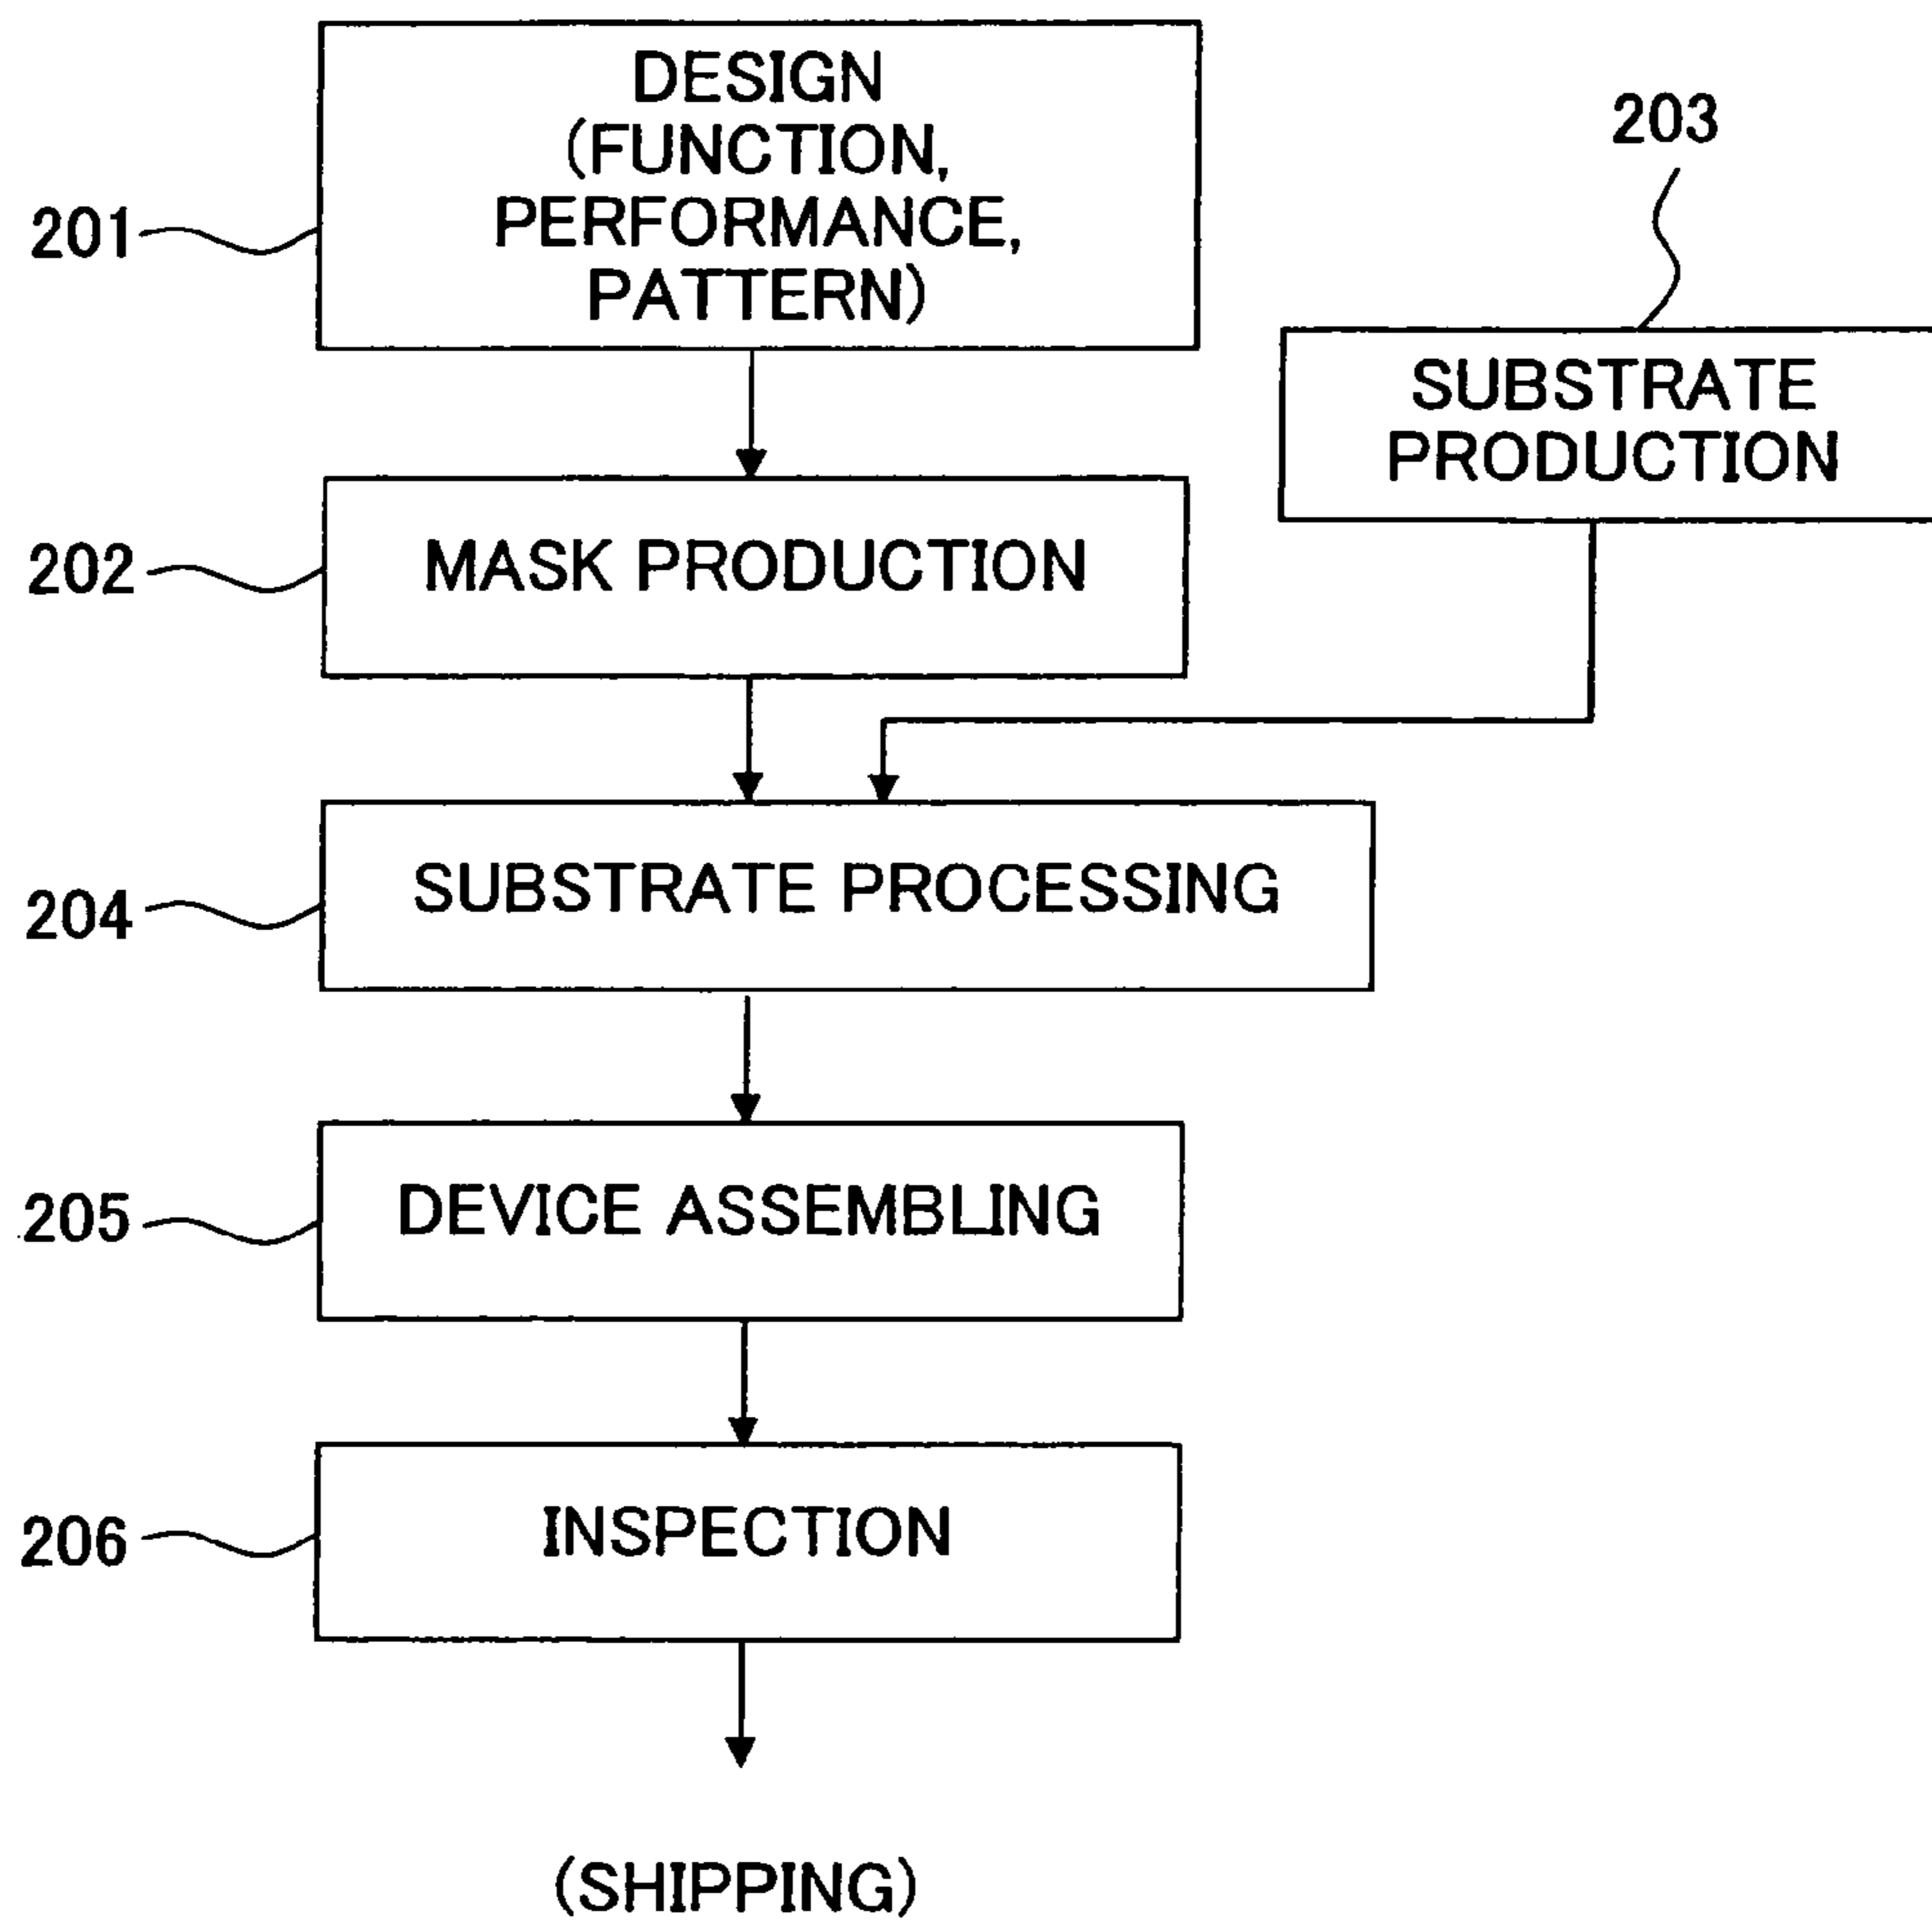 DESIGN
(FUNCTION,
PERFORMANCE,
PATTERN)
201
203
SUBSTRATE
PRODUCTION
202
MASK PRODUCTION
204
SUBSTRATE PROCESSING
205
DEVICE ASSEMBLING
206
INSPECTION
(SHIPPING)